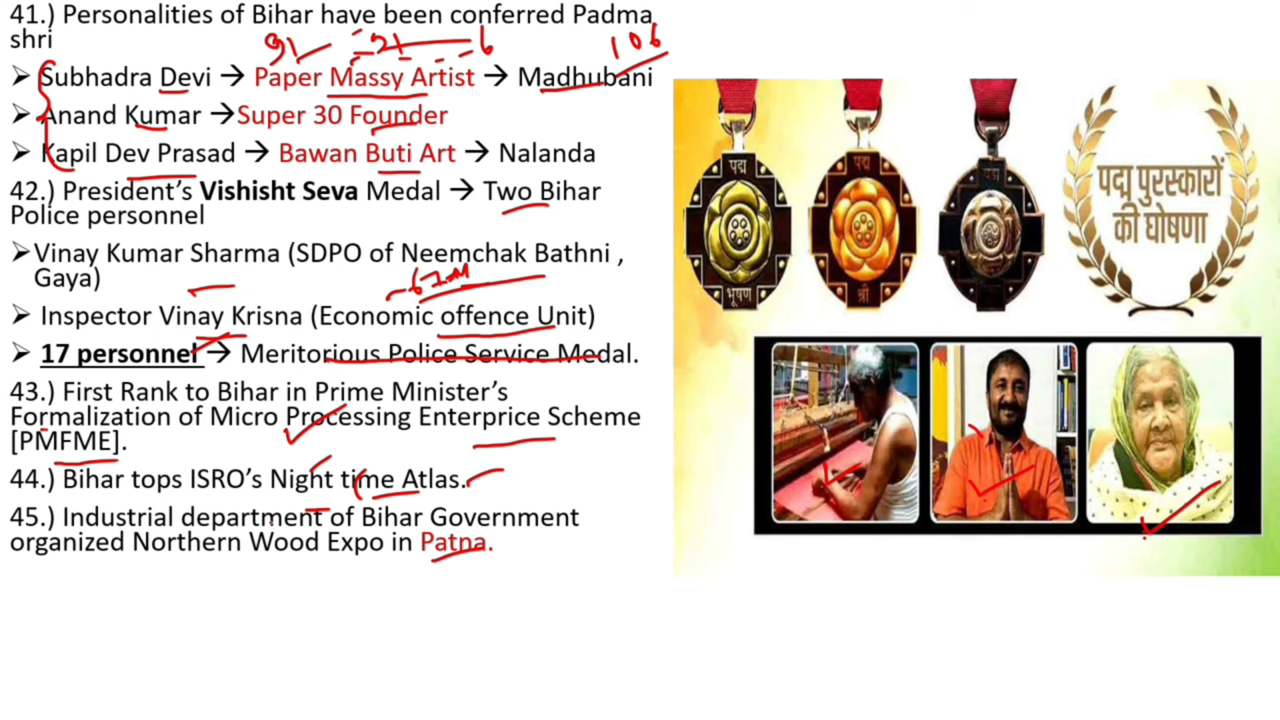 41.) Personalities of Bihar have been conferred Padma
shri
91 21 6 106
➢ Subhadra Devi → Paper Massy Artist → Madhubani
➢ Anand Kumar →Super 30 Founder
➢ Kapil Dev Prasad → Bawan Buti Art → Nalanda
42.) President's Vishisht Seva Medal → Two Bihar
Police personnel
➢Vinay Kumar Sharma (SDPO of Neemchak Bathni ,
Gaya)
➢ Inspector Vinay Krisna (Economic offence Unit)
➢ 17 personnel → Meritorious Police Service Medal.
43.) First Rank to Bihar in Prime Minister's
Formalization of Micro Processing Enterprice Scheme
[PMFME].
44.) Bihar tops ISRO's Night time Atlas.
45.) Industrial department of Bihar Government
organized Northern Wood Expo in Patna.
पद्म
भूषण
पद्म
श्री
पद्म
पद्म पुरस्कारों
की घोषणा